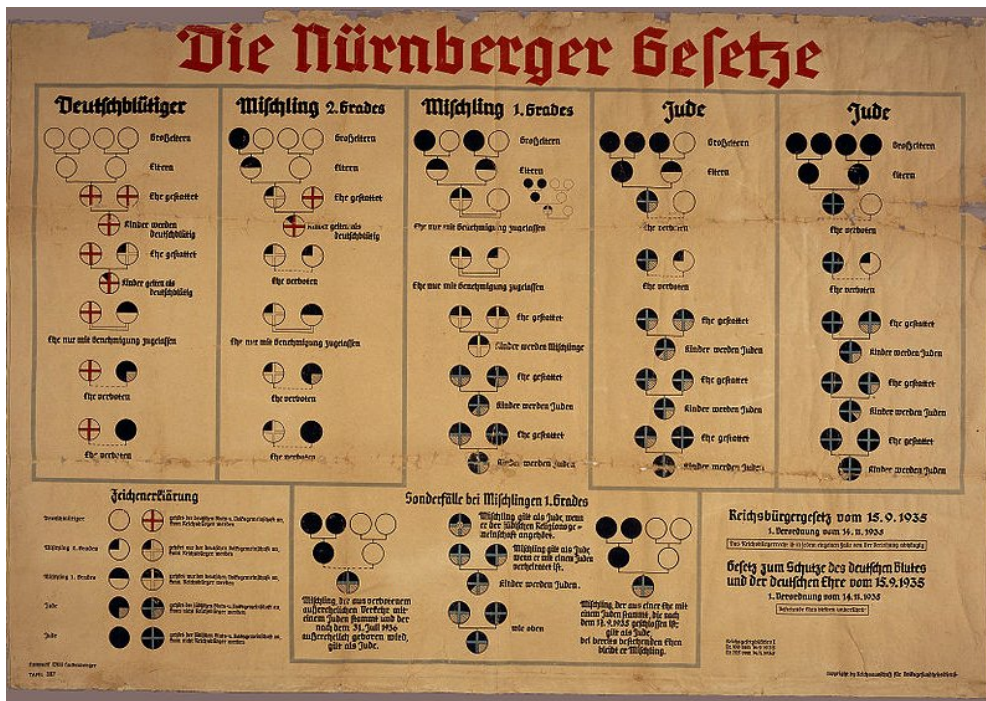 Die Nürnberger Gesetze
Deutschblütiger
Großeltern
Eltern
Ehe gestattet
Kinder werden
deutschblütig
Ehe gestattet
Kinder gelten als
deutschblütig
Ehe nur mit Genehmigung zugelassen
Ehe verboten
Ehe verboten
Mischling 2. Grades
Großeltern
Eltern
Ehe gestattet
Kinder gelten als
deutschblütig
Ehe verboten
Ehe nur mit Genehmigung zugelassen
Ehe verboten
Ehe verboten
Mischling 1. Grades
Großeltern
Eltern
Ehe nur mit Genehmigung zugelassen
Ehe nur mit Genehmigung zugelassen
Ehe gestattet
Kinder werden Mischlinge
Ehe gestattet
Kinder werden Juden
Ehe gestattet
Kinder werden Juden
Jude
Großeltern
Eltern
Ehe verboten
Ehe verboten
Ehe gestattet
Kinder werden Juden
Ehe gestattet
Kinder werden Juden
Ehe gestattet
Kinder werden Juden
Jude
Großeltern
Eltern
Ehe verboten
Ehe verboten
Ehe gestattet
Kinder werden Juden
Ehe gestattet
Kinder werden Juden
Ehe gestattet
Kinder werden Juden
Zeichenerklärung
Deutschblütiger
Mischling 2. Grades
Mischling 1. Grades
Jude
Jude
Sonderfälle bei Mischlingen 1. Grades
Mischling der aus verbotenem
außerehelichen Verkehr mit
einem Juden stammt und der
nach dem 31. Juli 1936
außerehelich geboren wird,
gilt als Jude.
Mischling gilt als Jude, wenn
er der jüdischen Religionsge-
meinschaft angehört.
Mischling gilt als Jude,
wenn er mit einem Juden
verheiratet ist.
Kinder werden Juden.
wie oben
Mischling, der aus einer Ehe mit
einem Juden stammt, die nach
dem 17.9.1935 geschlossen ist,
gilt als Jude,
bei bereits bestehenden Ehen
bleibt er Mischling.
Reichsbürgergesetz vom 15.9.1935
1. Verordnung vom 14.11.1935
Gesetz zum Schutze des deutschen Blutes
und der deutschen Ehre vom 15.9.1935
1. Verordnung vom 14.11.1935
Bestehende Ehen bleiben unberührt
Entwurf Willi Hackenberger